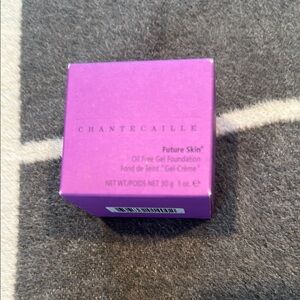 CHANTECAILLE
Future Skin®
Oil Free Gel Foundation
Fond de Teint "Gel-Crème"
NET WT/POIDS NET 30 g 1 oz. ℮